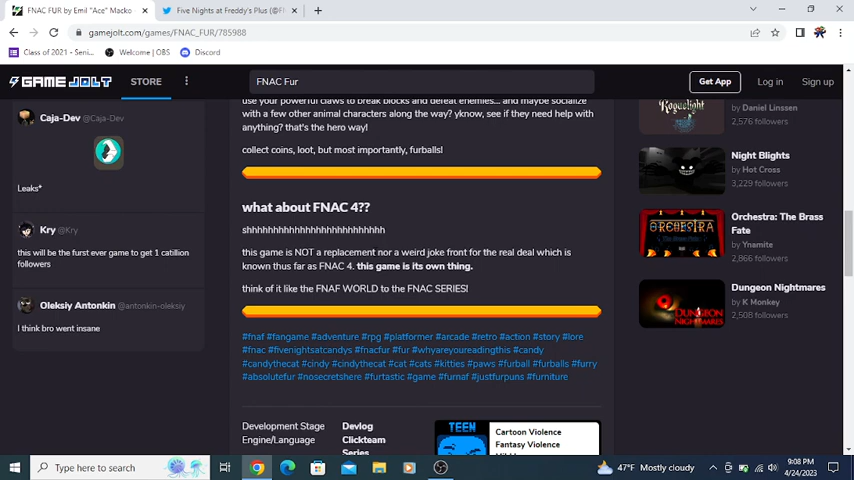 FNAC FUR by Emil "Ace" Macko
Five Nights at Freddy's Plus (@F
gamejolt.com/games/FNAC_FUR/785988
Class of 2021 - Seni...
Welcome | OBS
Discord
GAME JOLT
STORE
FNAC Fur
Get App
Log in
Sign up
Caja-Dev @Caja-Dev
Leaks*
Kry @Kry
this will be the furst ever game to get 1 catillion
followers
Oleksiy Antonkin @antonkin-oleksiy
I think bro went insane
use your powerful claws to break blocks and defeat enemies... and maybe socialize
with a few other animal characters along the way? yknow, see if they need help with
anything? that's the hero way!
collect coins, loot, but most importantly, furballs!
what about FNAC 4??
shhhhhhhhhhhhhhhhhhhhhhhhh
this game is NOT a replacement nor a weird joke front for the real deal which is
known thus far as FNAC 4. this game is its own thing.
think of it like the FNAF WORLD to the FNAC SERIES!
#fnaf #fangame #adventure #rpg #platformer #arcade #retro #action #story #lore
#fnac #fivenightsatcandys #fnacfur #fur #whyareyoureadingthis #candy
#candythecat #cindy #cindythecat #cat #cats #kitties #paws #furball #furballs #furry
#absolutefur #nosecretshere #furtastic #game #furnaf #justfurpuns #furniture
Development Stage
Devlog
Engine/Language
Clickteam
Series
TEEN
Cartoon Violence
Fantasy Violence
Roguelight
by Daniel Linssen
2,576 followers
Night Blights
by Hot Cross
3,229 followers
ORCHESTRA
Orchestra: The Brass
Fate
by Ynamite
2,866 followers
DUNGEON
NIGHTMARES
Dungeon Nightmares
by K Monkey
2,508 followers
Type here to search
47°F Mostly cloudy
9:08 PM
4/24/2023